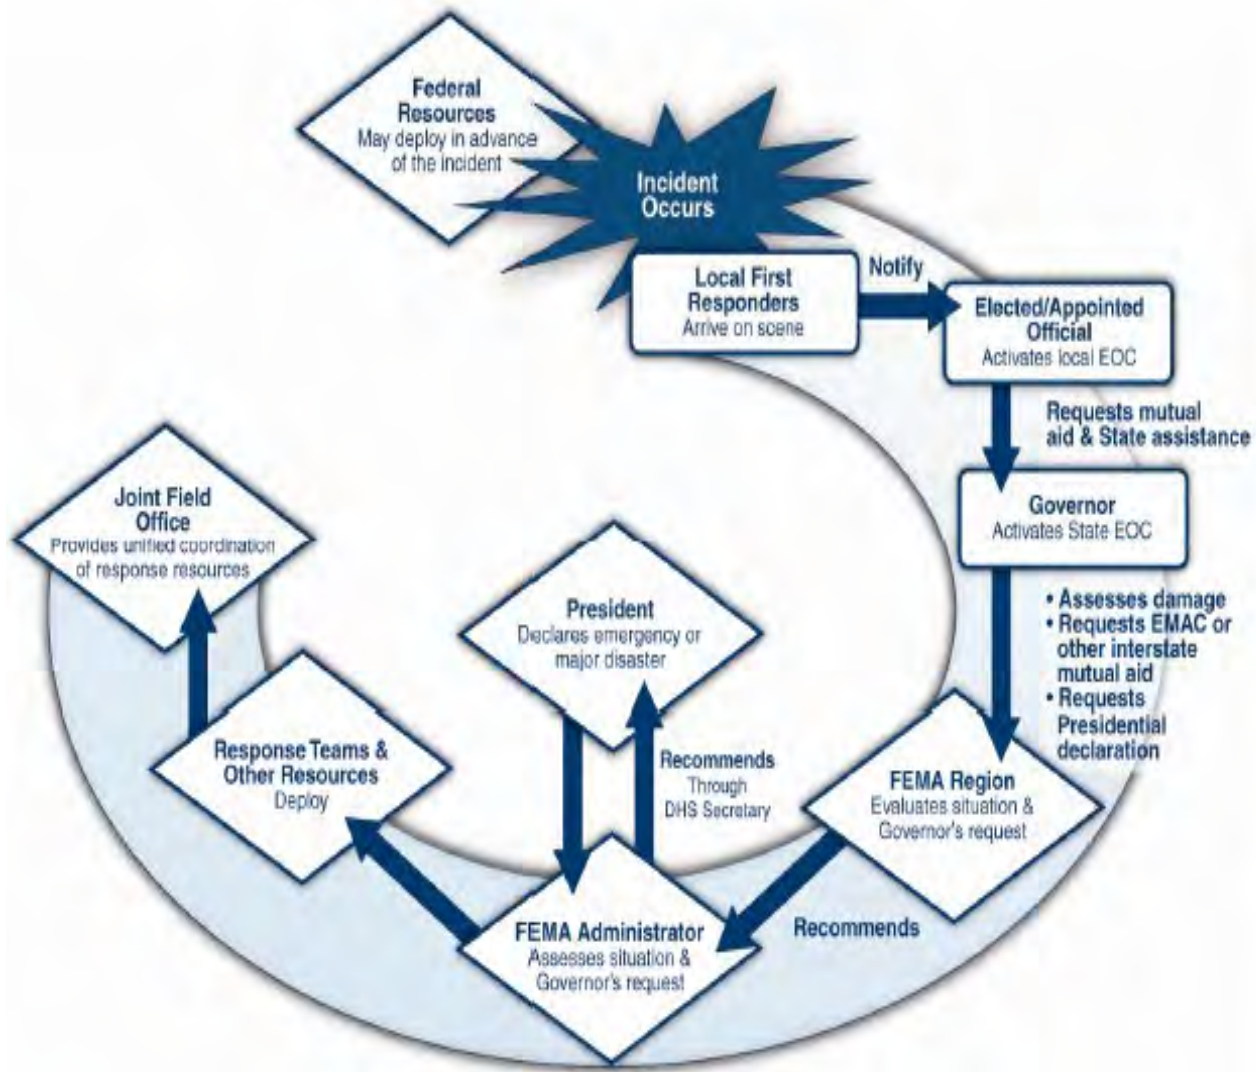 Federal
Resources
May deploy in advance
of the incident
Incident
Occurs
Local First
Responders
Arrive on scene
Notify
Elected/Appointed
Official
Activates local EOC
Requests mutual
aid & State assistance
Governor
Activates State EOC
• Assesses damage
• Requests EMAC or
other interstate
mutual aid
• Requests
Presidential
declaration
FEMA Region
Evaluates situation &
Governor's request
Recommends
FEMA Administrator
Assesses situation &
Governor's request
Recommends
Through
DHS Secretary
President
Declares emergency or
major disaster
Response Teams &
Other Resources
Deploy
Joint Field
Office
Provides unified coordination
of response resources